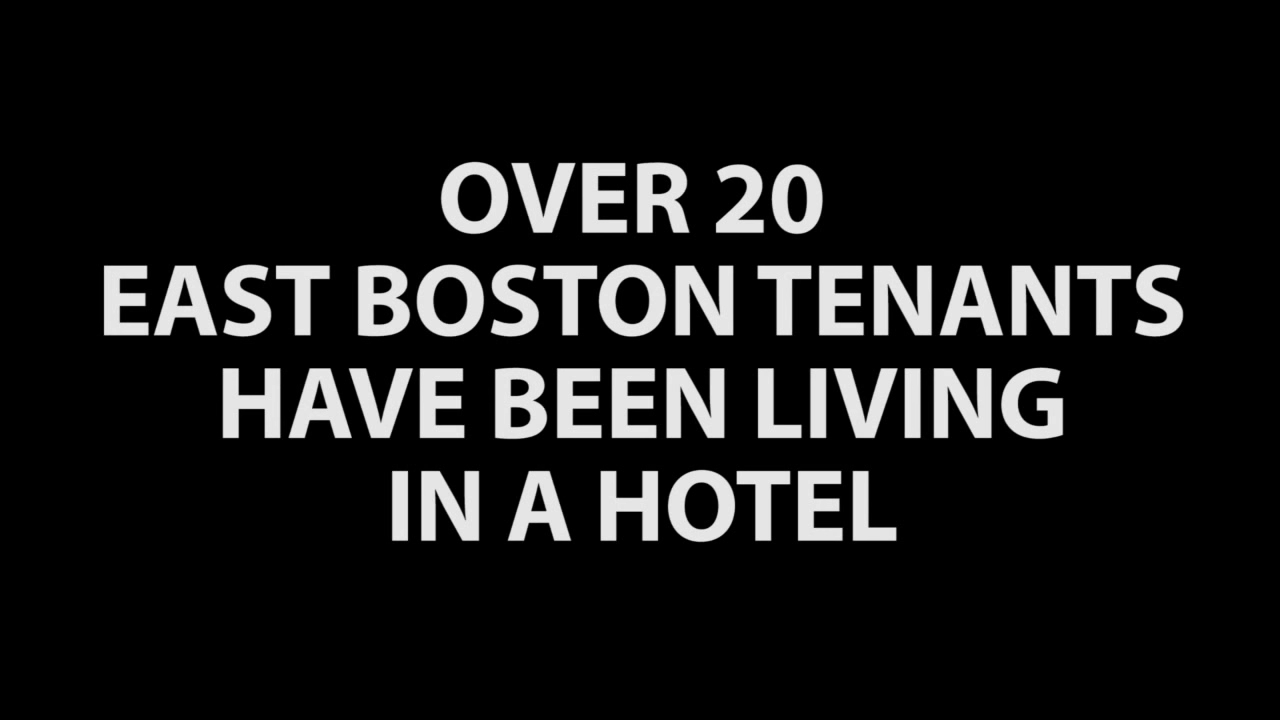 OVER 20
EAST BOSTON TENANTS
HAVE BEEN LIVING
IN A HOTEL